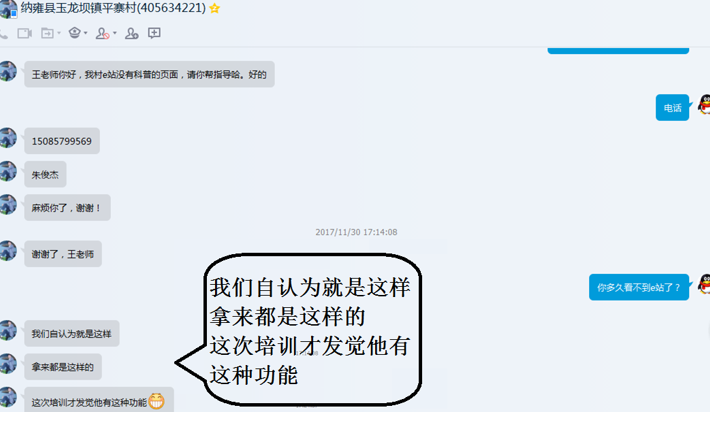 纳雍县玉龙坝镇平寨村(405634221)
王老师你好，我村e站没有科普的页面，请你帮指导哈。好的
电话
15085799569
朱俊杰
麻烦你了，谢谢！
2017/11/30 17:14:08
谢谢了，王老师
你多久看不到e站了？
我们自认为就是这样
拿来都是这样的
这次培训才发觉他有这种功能
我们自认为就是这样
拿来都是这样的
这次培训才发觉他有
这种功能